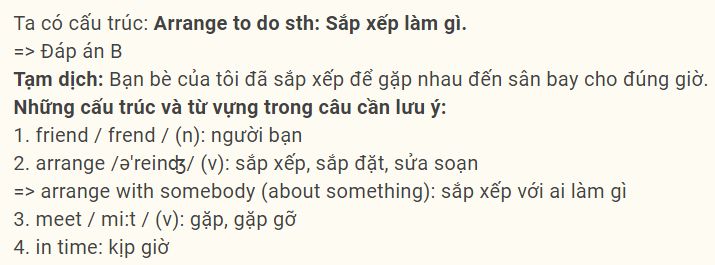 Ta có cấu trúc: Arrange to do sth: Sắp xếp làm gì.
=> Đáp án B
Tạm dịch: Bạn bè của tôi đã sắp xếp để gặp nhau đến sân bay cho đúng giờ.
Những cấu trúc và từ vựng trong câu cần lưu ý:
1. friend / frend / (n): người bạn
2. arrange /ə'reinʤ/ (v): sắp xếp, sắp đặt, sửa soạn
=> arrange with somebody (about something): sắp xếp với ai làm gì
3. meet / mi:t / (v): gặp, gặp gỡ
4. in time: kịp giờ